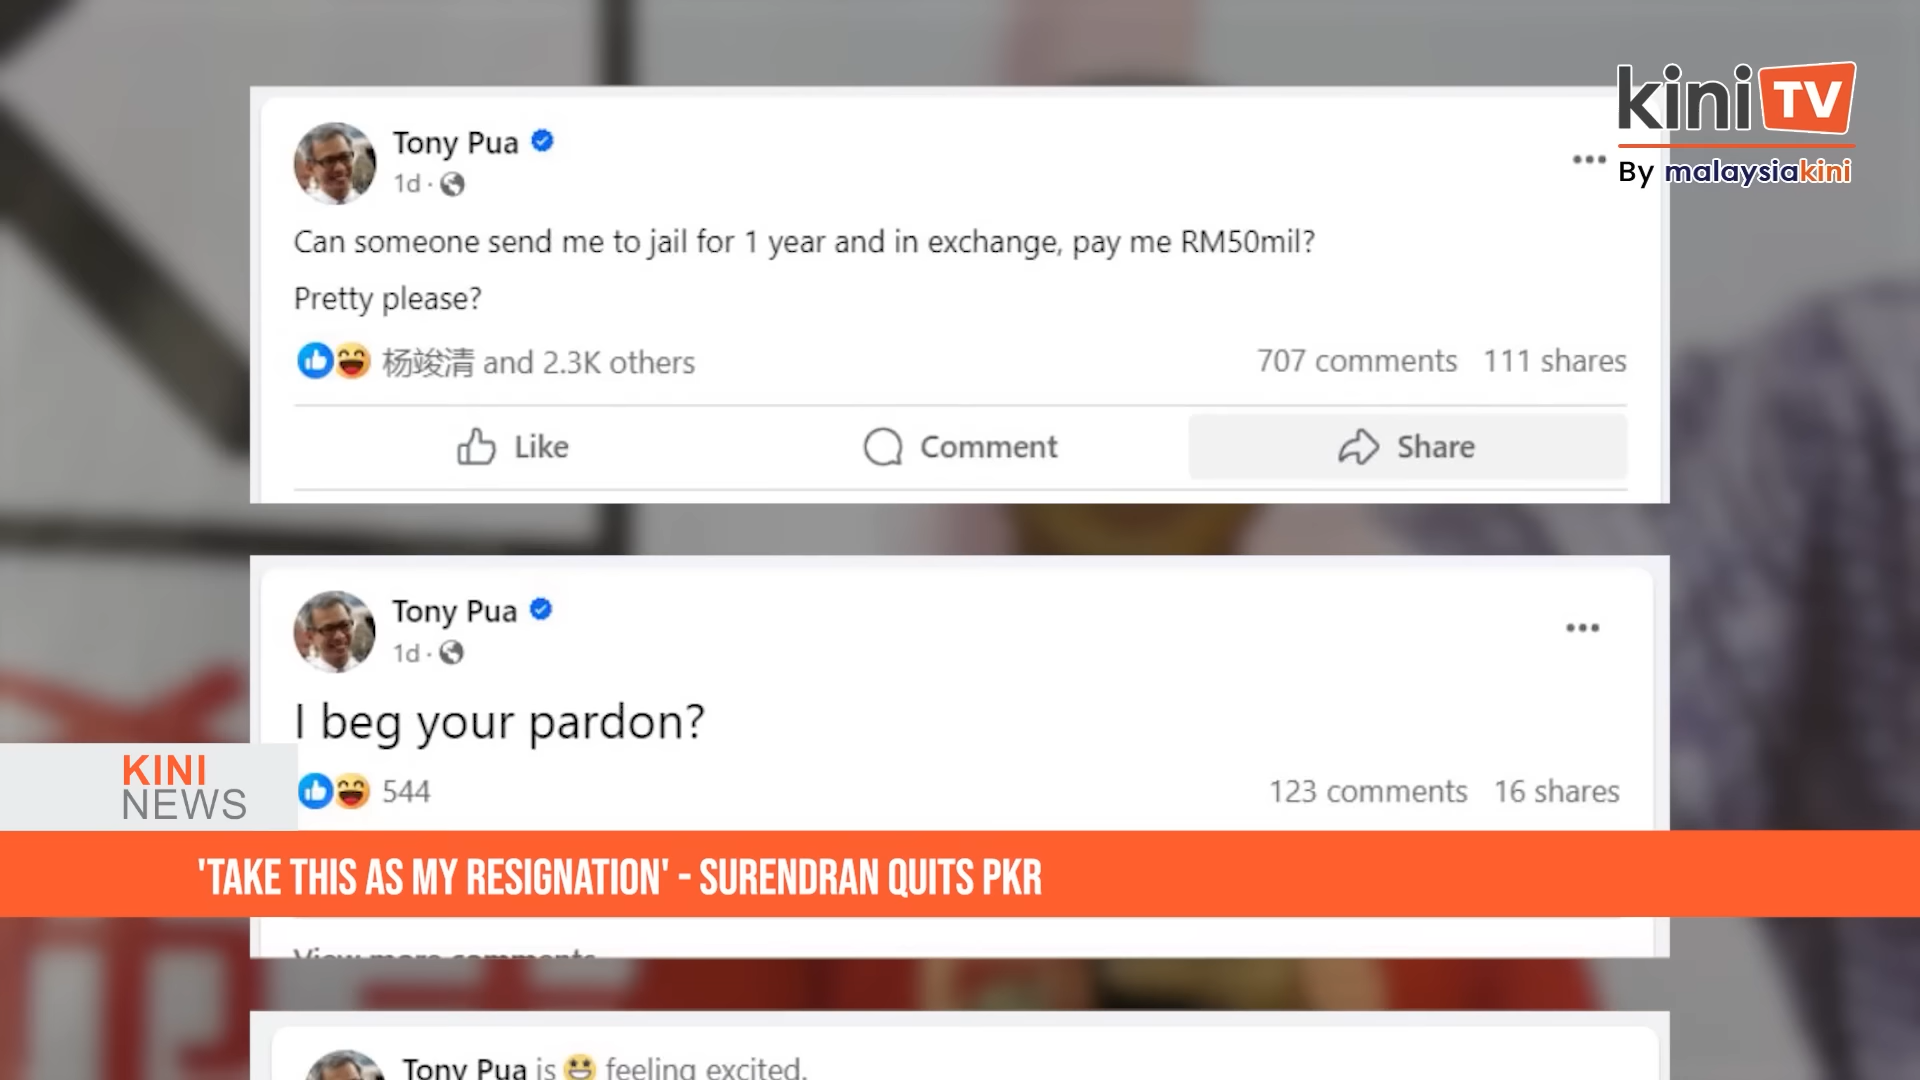 kini TV
By malaysiakini
Tony Pua
1d ·
Can someone send me to jail for 1 year and in exchange, pay me RM50mil?
Pretty please?
杨竣清 and 2.3K others
707 comments 111 shares
Like Comment Share
Tony Pua
1d ·
I beg your pardon?
544
123 comments 16 shares
KINI
NEWS
'TAKE THIS AS MY RESIGNATION' - SURENDRAN QUITS PKR
View more comments
Tony Pua is feeling excited.